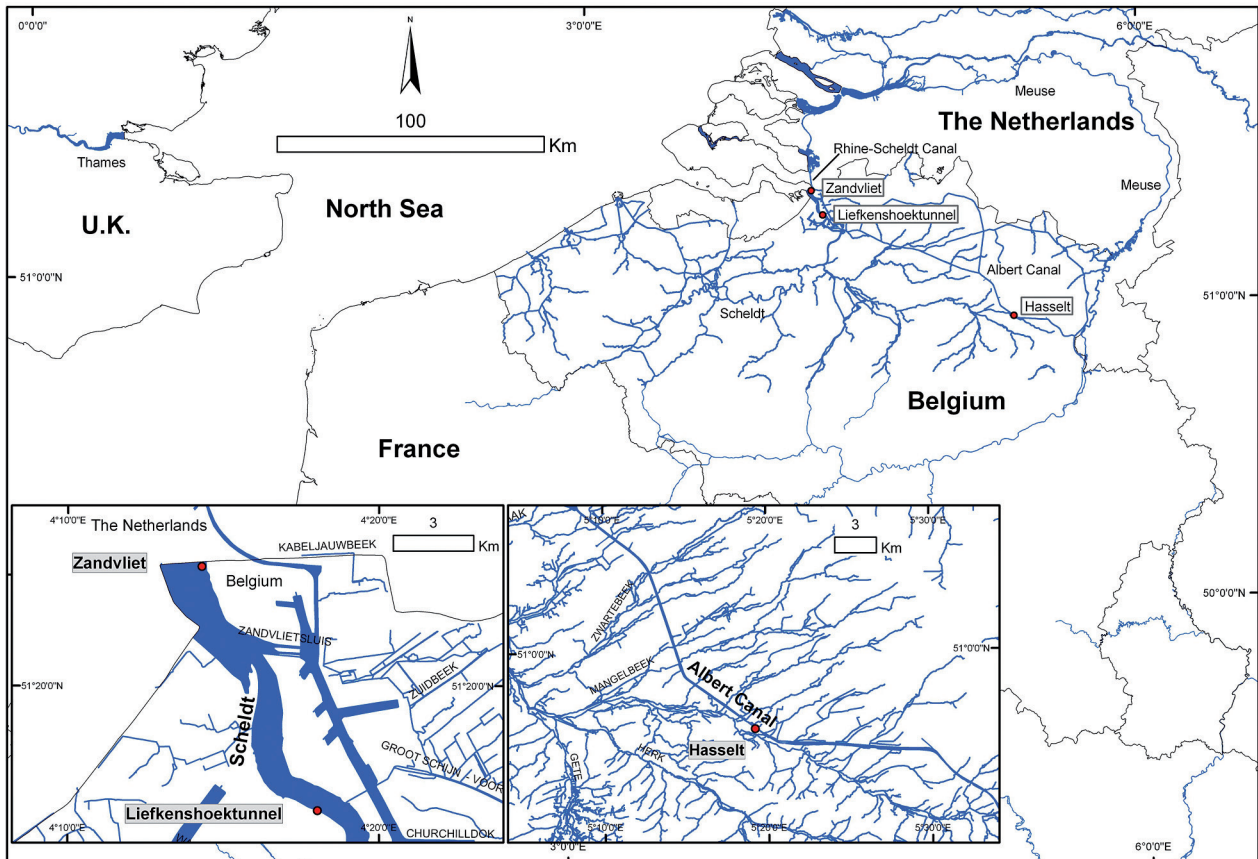 0°0'0"
3°0'0"E
6°0'0"E
N
100
Km
Meuse
The Netherlands
Thames
Rhine-Scheldt Canal
Zandvliet
Meuse
U.K.
North Sea
Liefkenshoektunnel
51°0'0"N
Albert Canal
51°0'0"N
Hasselt
Scheldt
Belgium
France
50°0'0"N
4°10'0"E
4°20'0"E
The Netherlands
3
Km
KABELJAUWBEEK
Zandvliet
Belgium
ZANDVLIETSLUIS
ZUIDBEEK
51°20'0"N
51°20'0"N
Scheldt
GROOT SCHIJN - VOOR
Liefkenshoektunnel
4°10'0"E
4°20'0"E
CHURCHILLDOK
5°10'0"E
5°20'0"E
5°30'0"E
3
Km
ZWARTEBEEK
51°0'0"N
51°0'0"N
MANGELBEEK
Albert Canal
Hasselt
HERK
GETE
5°10'0"E
5°20'0"E
5°30'0"E
3°0'0"E
6°0'0"E